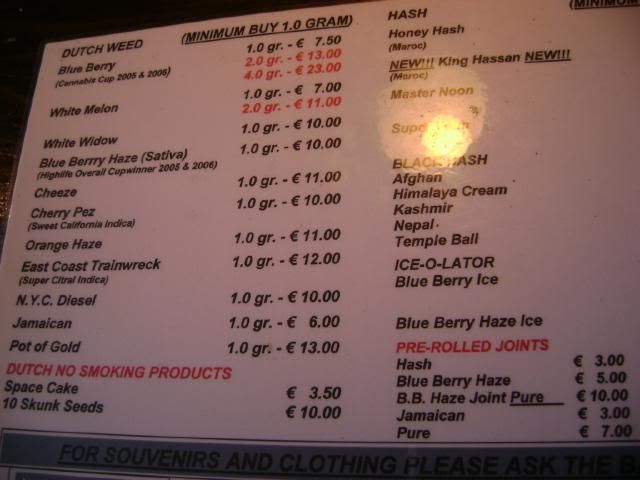 DUTCH WEED (MINIMUM BUY 1.0 GRAM)
Blue Berry 1.0 gr. - € 7.50
(Cannabis Cup 2005 & 2006) 2.0 gr. - € 13.00
4.0 gr. - € 23.00
White Melon 1.0 gr. - € 7.00
2.0 gr. - € 11.00
White Widow 1.0 gr. - € 10.00
Blue Berrry Haze (Sativa) 1.0 gr. - € 10.00
(Highlife Overall Cupwinner 2005 & 2006)
Cheeze 1.0 gr. - € 11.00
Cherry Pez 1.0 gr. - € 10.00
(Sweet California Indica)
Orange Haze 1.0 gr. - € 11.00
East Coast Trainwreck 1.0 gr. - € 12.00
(Super Citral Indica)
N.Y.C. Diesel 1.0 gr. - € 10.00
Jamaican 1.0 gr. - € 6.00
Pot of Gold 1.0 gr. - € 13.00
DUTCH NO SMOKING PRODUCTS
Space Cake € 3.50
10 Skunk Seeds € 10.00
HASH (MINIMUM
Honey Hash
(Maroc)
NEW!!! King Hassan NEW!!!
(Maroc)
Master Noon
BLACK HASH
Afghan
Himalaya Cream
Kashmir
Nepal
Temple Ball
ICE-O-LATOR
Blue Berry Ice
Blue Berry Haze Ice
PRE-ROLLED JOINTS
Hash € 3.00
Blue Berry Haze € 5.00
B.B. Haze Joint Pure € 10.00
Jamaican € 3.00
Pure € 7.00
FOR SOUVENIRS AND CLOTHING PLEASE ASK THE B